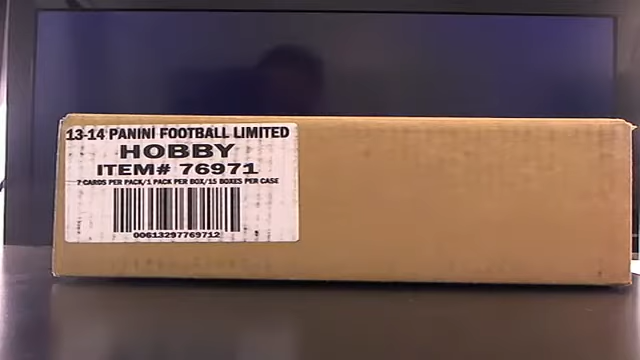 13-14 PANINI FOOTBALL LIMITED
HOBBY
ITEM# 76971
7 CARDS PER PACK/1 PACK PER BOX/15 BOXES PER CASE
00613297769712